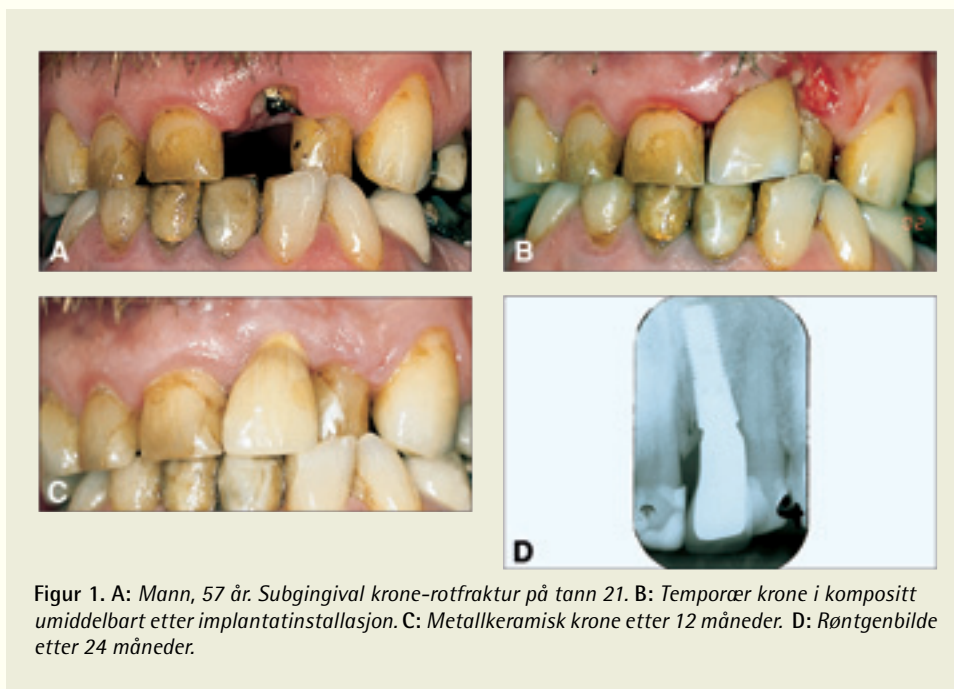 A
B
C
D
Figur 1. A: Mann, 57 år. Subgingival krone-rotfraktur på tann 21. B: Temporær krone i kompositt
umiddelbart etter implantatinstallasjon. C: Metallkeramisk krone etter 12 måneder. D: Røntgenbilde
etter 24 måneder.